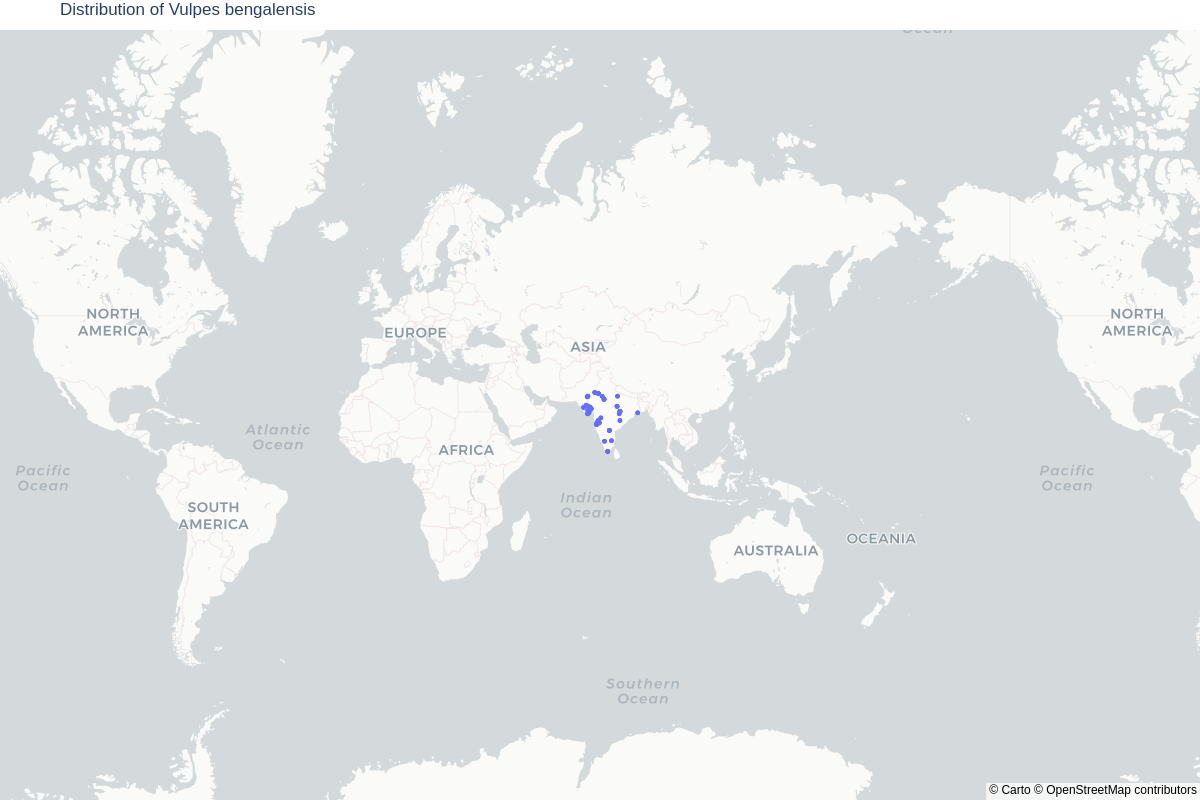 Distribution of Vulpes bengalensis
Ocean
NORTH
AMERICA
EUROPE
ASIA
NORTH
AMERICA
Atlantic
Ocean
AFRICA
Pacific
Ocean
Pacific
Ocean
Indian
Ocean
SOUTH
AMERICA
OCEANIA
AUSTRALIA
Southern
Ocean
© Carto © OpenStreetMap contributors